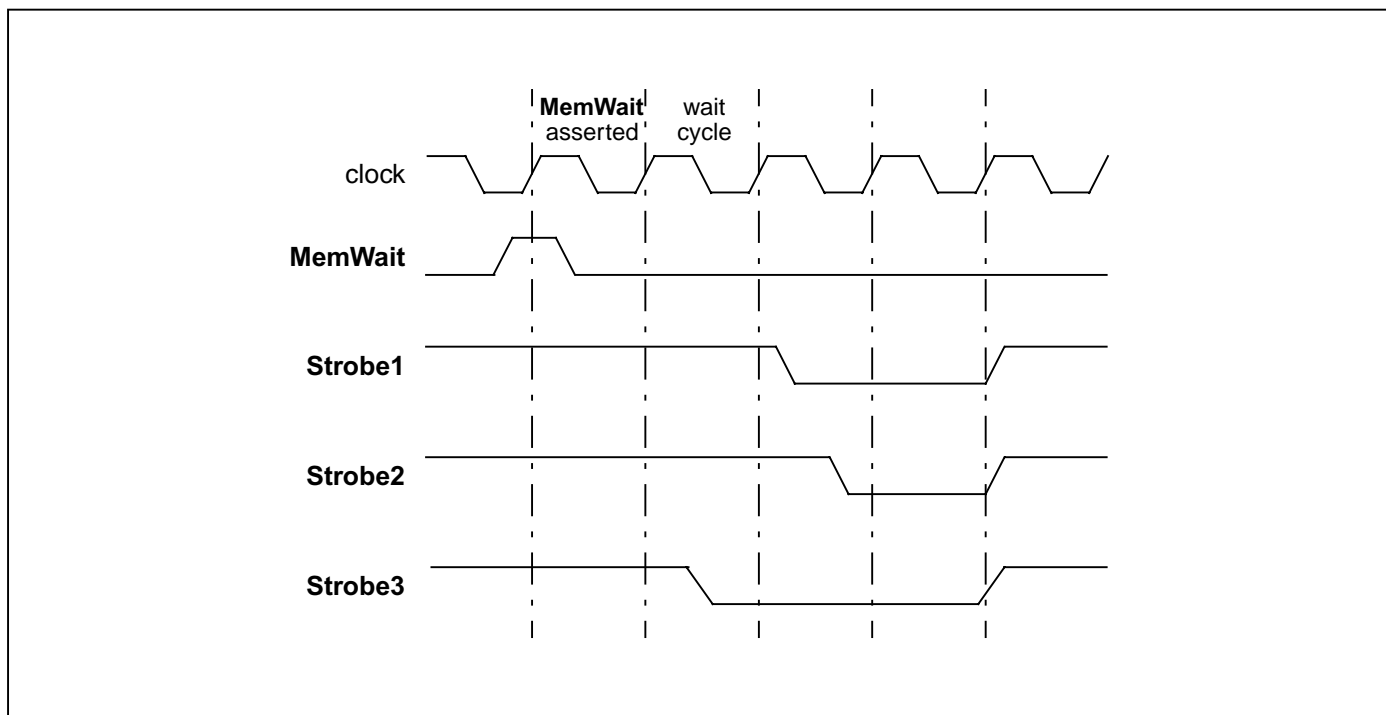 MemWait
asserted
wait
cycle
clock
MemWait
Strobe1
Strobe2
Strobe3